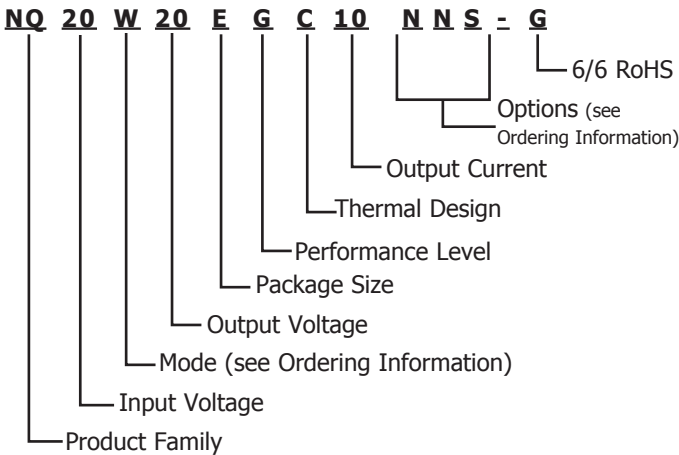 NQ 20 W 20 E G C 10 N N S - G
6/6 RoHS
Options (see
Ordering Information)
Output Current
Thermal Design
Performance Level
Package Size
Output Voltage
Mode (see Ordering Information)
Input Voltage
Product Family